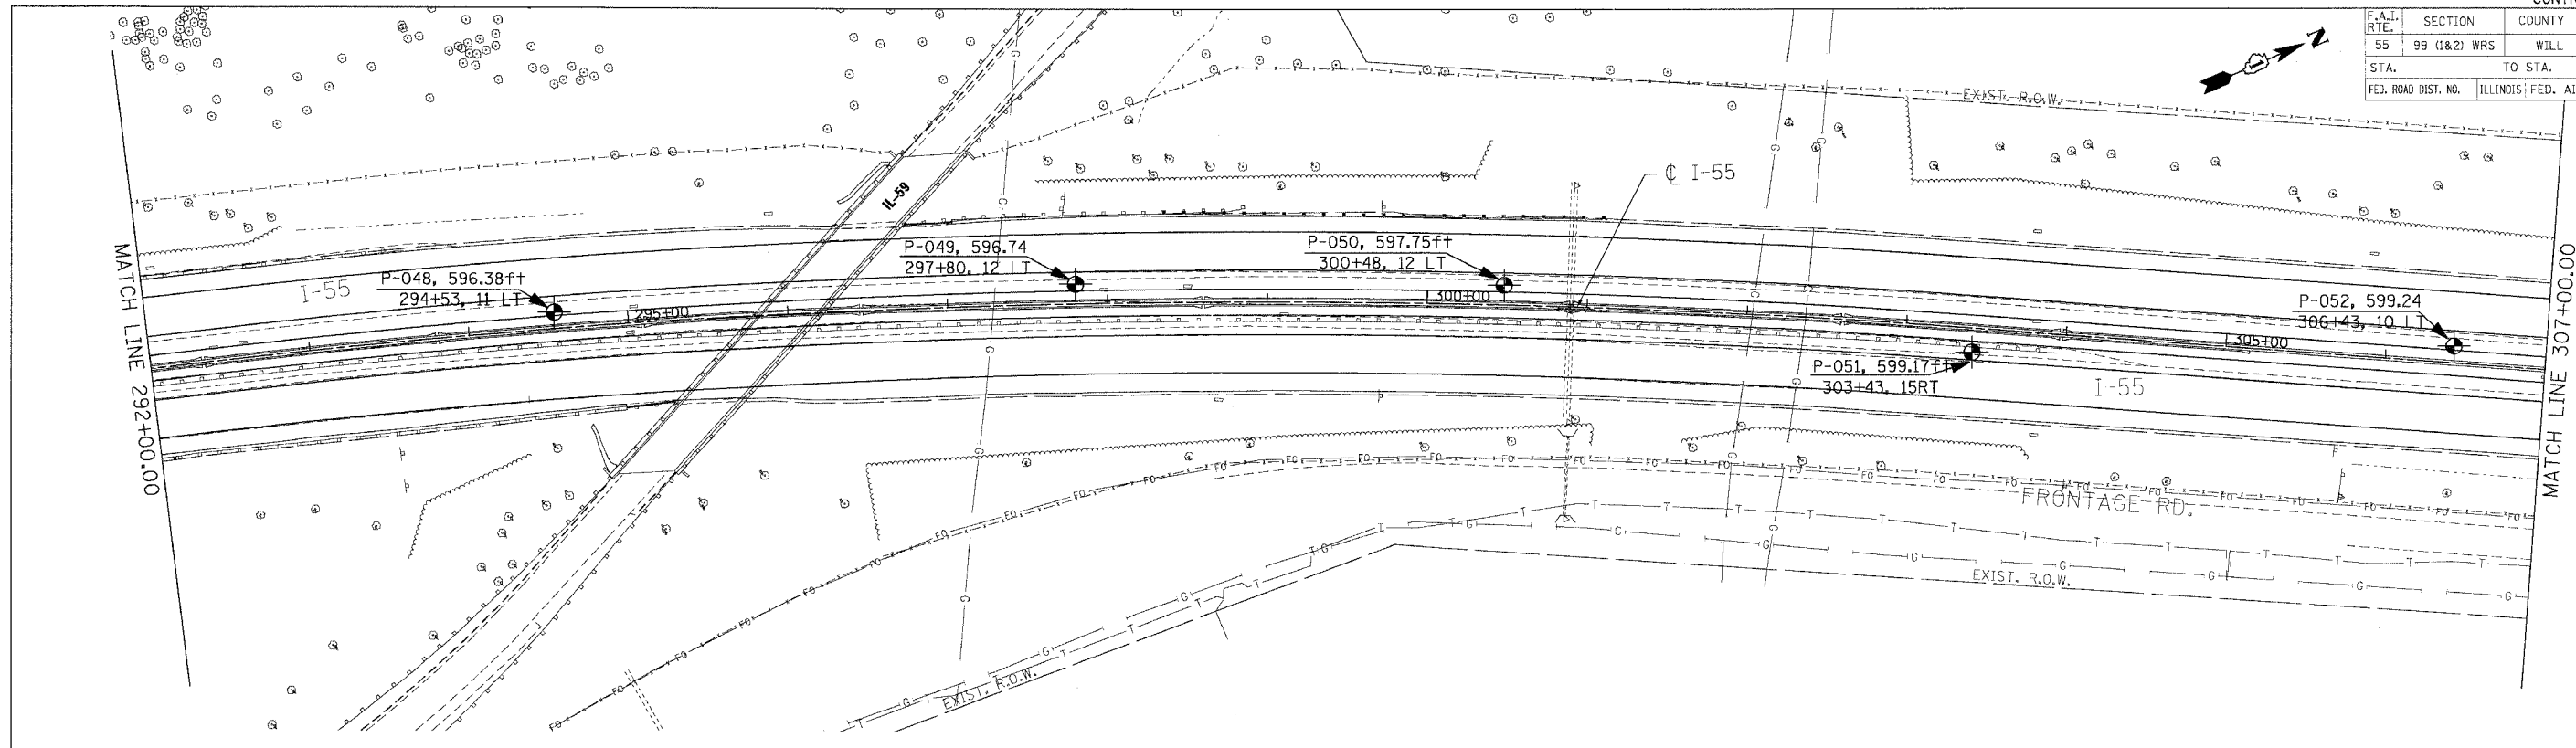 F.A.I. RTE. SECTION COUNTY
55 99 (1&2) WRS WILL
STA. TO STA.
FED. ROAD DIST. NO. ILLINOIS FED. AI
N
EXIST. R.O.W.
IL-59
℄ I-55
MATCH LINE 292+00.00
I-55
P-048, 596.38ft
294+53, 11 LT
295+00
P-049, 596.74
297+80, 12 LT
P-050, 597.75ft
300+48, 12 LT
300+00
P-051, 599.17ft
303+43, 15RT
I-55
P-052, 599.24
306+43, 10 LT
305+00
MATCH LINE 307+00.00
FRONTAGE RD.
EXIST. R.O.W.
EXIST. R.O.W.